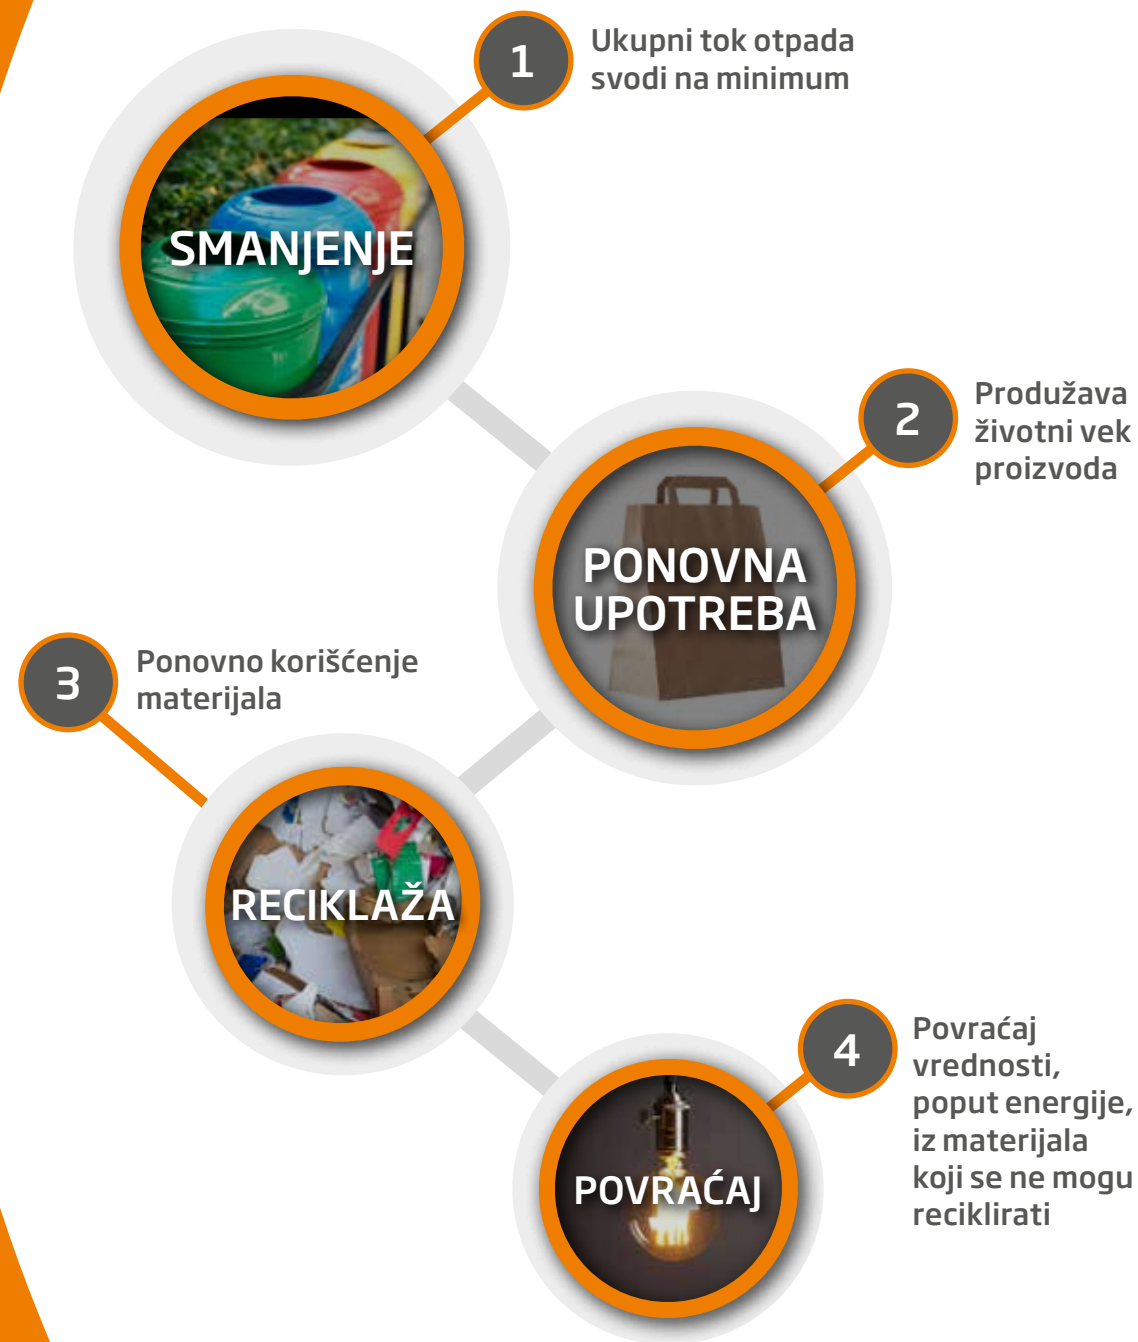 1
Ukupni tok otpada
svodi na minimum
SMANJENJE
2
Produžava
životni vek
proizvoda
PONOVNA
UPOTREBA
3
Ponovno korišćenje
materijala
RECIKLAŽA
4
Povraćaj
vrednosti,
poput energije,
iz materijala
koji se ne mogu
reciklirati
POVRAĆAJ